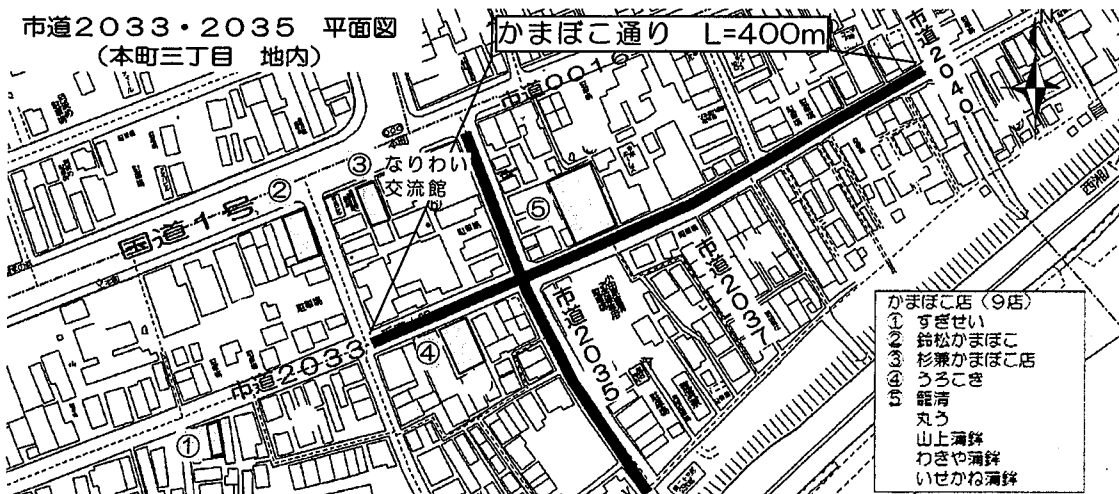 市道2033・2035 平面図
(本町三丁目 地内)
かまぼこ通り L=400m
市道2040
市道0016
③ なりわい
交流館
②
国道1号
⑤
市道2037
市道2035
④
市道2033
①
西湘
かまぼこ店(9店)
① すぎせい
② 鈴松かまぼこ
③ 杉兼かまぼこ店
④ うろこき
⑤ 籠清
丸う
山上蒲鉾
わきや蒲鉾
いせかね蒲鉾